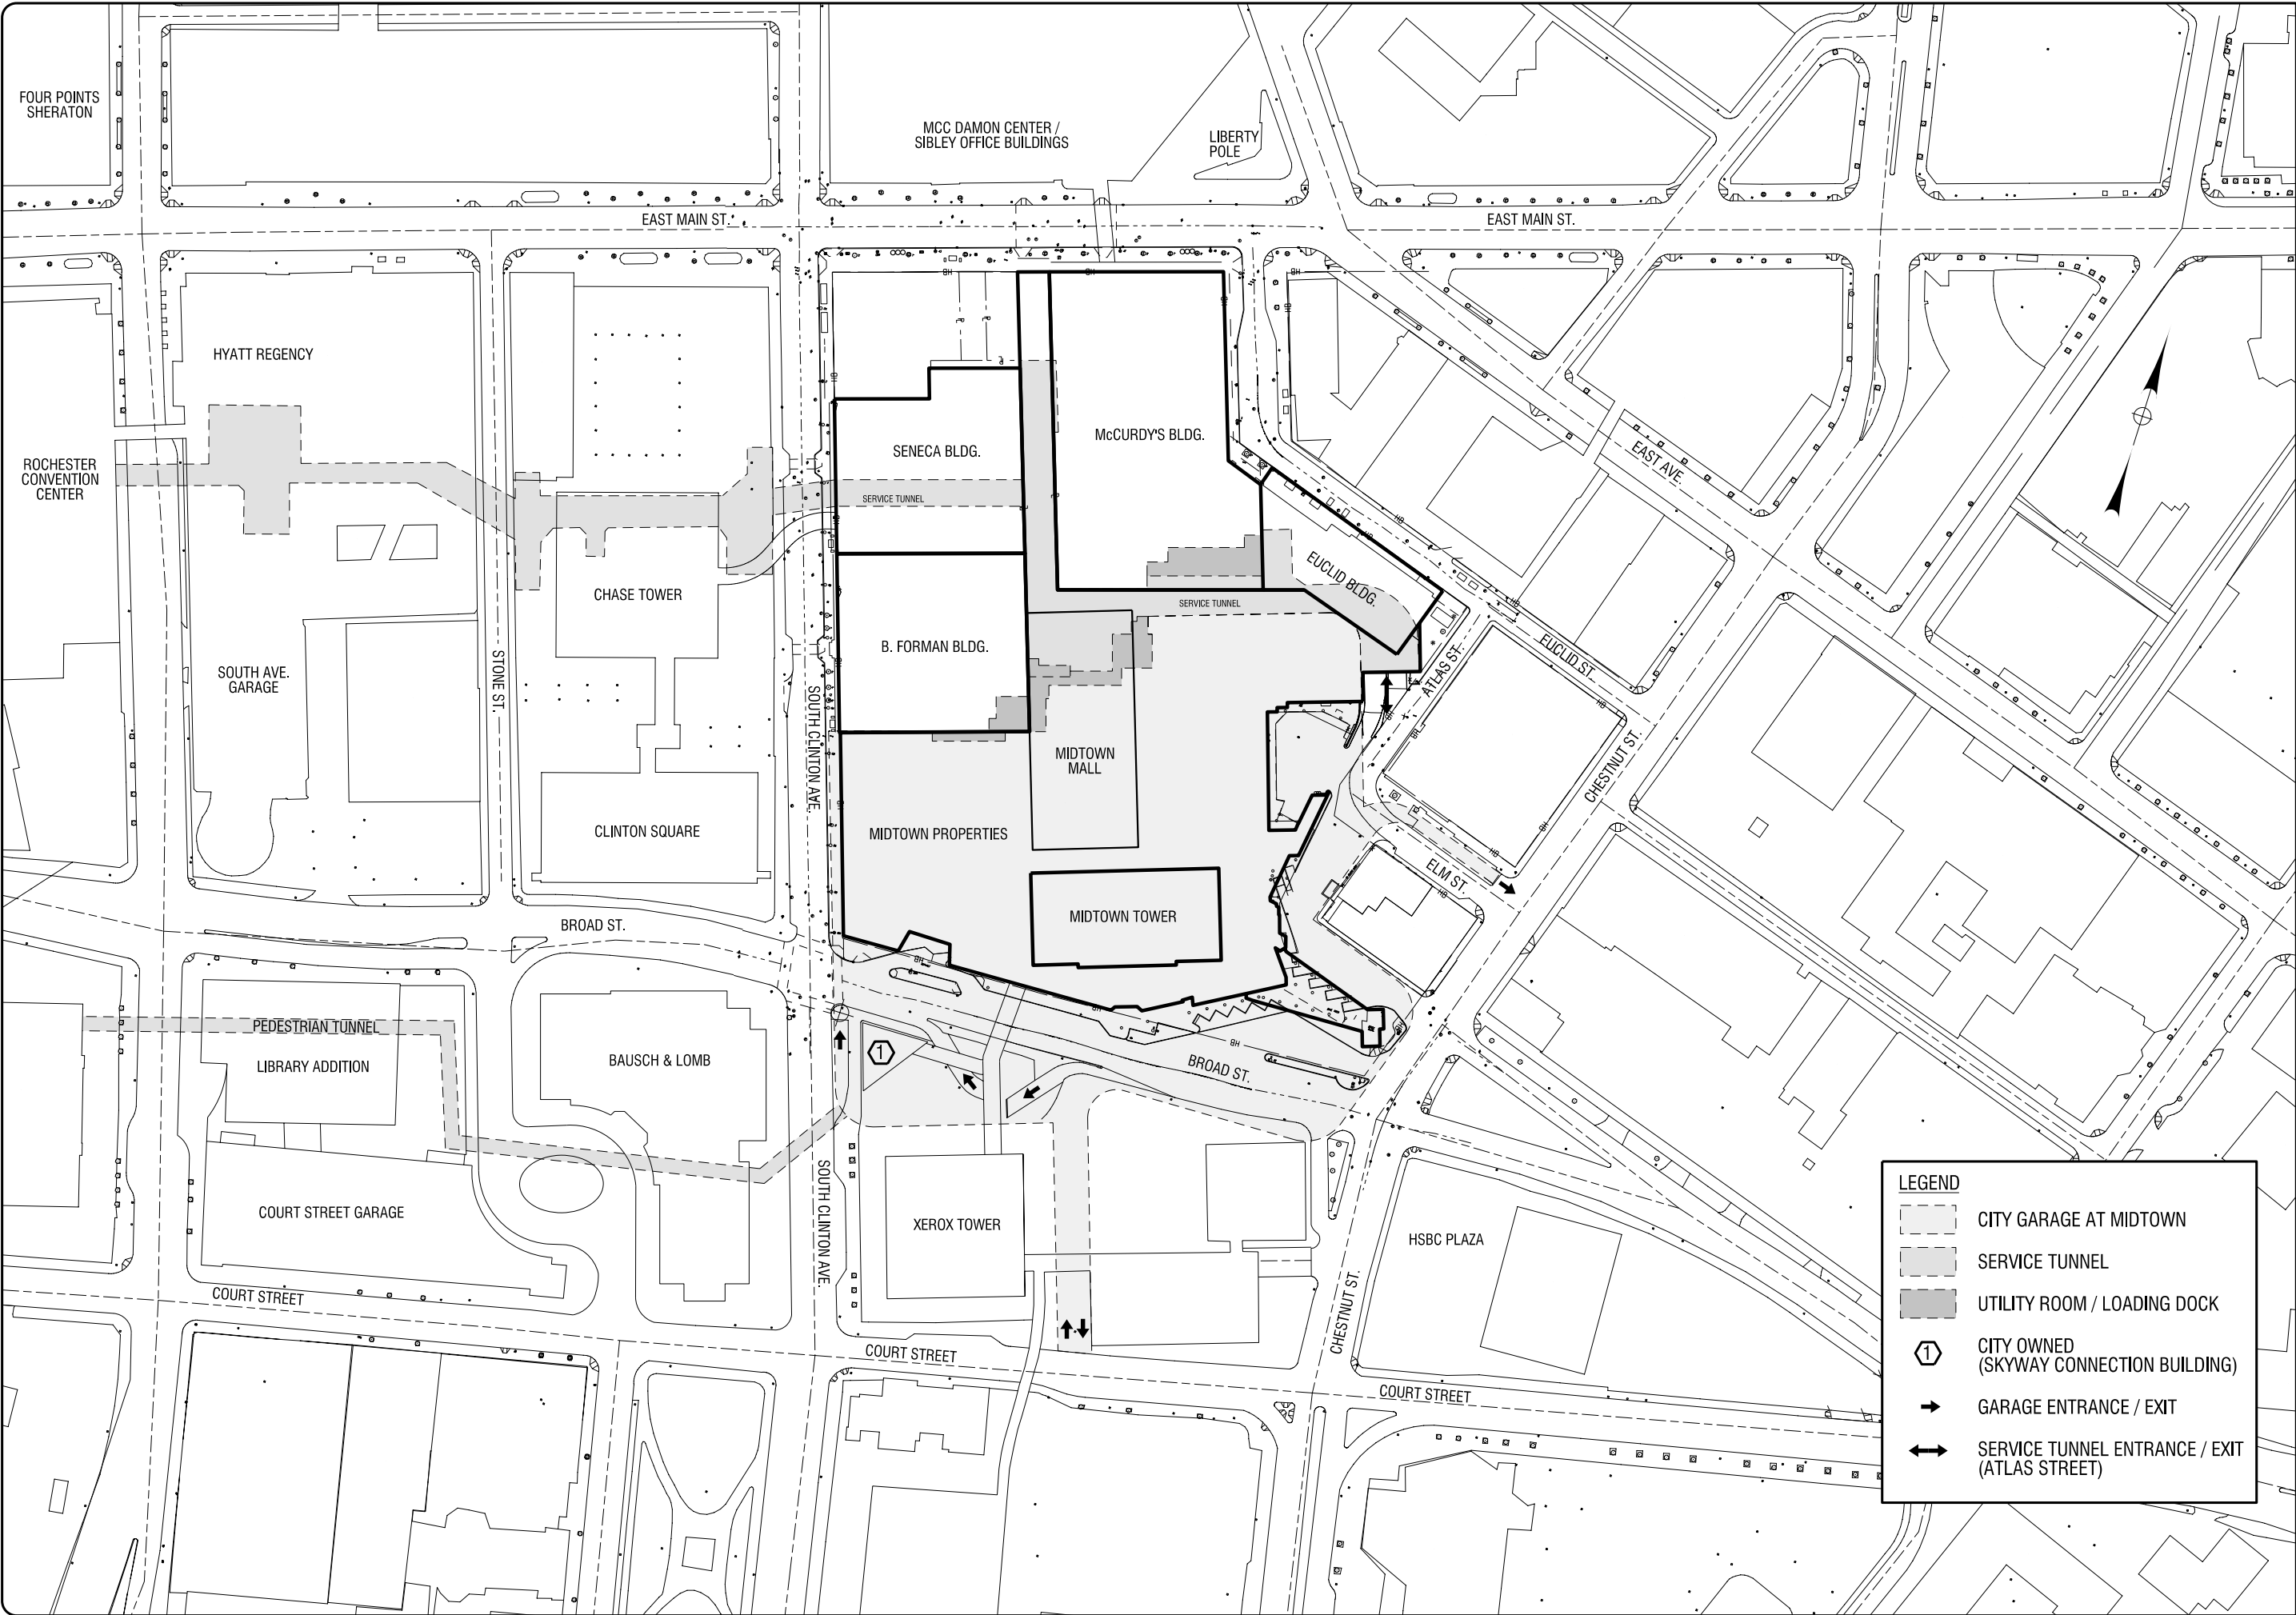 FOUR POINTS
SHERATON
MCC DAMON CENTER /
SIBLEY OFFICE BUILDINGS
LIBERTY
POLE
EAST MAIN ST.
EAST MAIN ST.
HYATT REGENCY
ROCHESTER
CONVENTION
CENTER
SENECA BLDG.
McCURDY'S BLDG.
EAST AVE.
SERVICE TUNNEL
CHASE TOWER
SERVICE TUNNEL
EUCLID BLDG.
B. FORMAN BLDG.
SOUTH AVE.
GARAGE
STONE ST.
SOUTH CLINTON AVE.
ATLAS ST.
EUCLID ST.
CHESTNUT ST.
MIDTOWN
MALL
CLINTON SQUARE
MIDTOWN PROPERTIES
ELM ST.
MIDTOWN TOWER
BROAD ST.
PEDESTRIAN TUNNEL
LIBRARY ADDITION
BAUSCH & LOMB
1
BROAD ST.
COURT STREET GARAGE
SOUTH CLINTON AVE.
XEROX TOWER
HSBC PLAZA
CHESTNUT ST.
COURT STREET
COURT STREET
COURT STREET
LEGEND
CITY GARAGE AT MIDTOWN
SERVICE TUNNEL
UTILITY ROOM / LOADING DOCK
1
CITY OWNED
(SKYWAY CONNECTION BUILDING)
GARAGE ENTRANCE / EXIT
SERVICE TUNNEL ENTRANCE / EXIT
(ATLAS STREET)